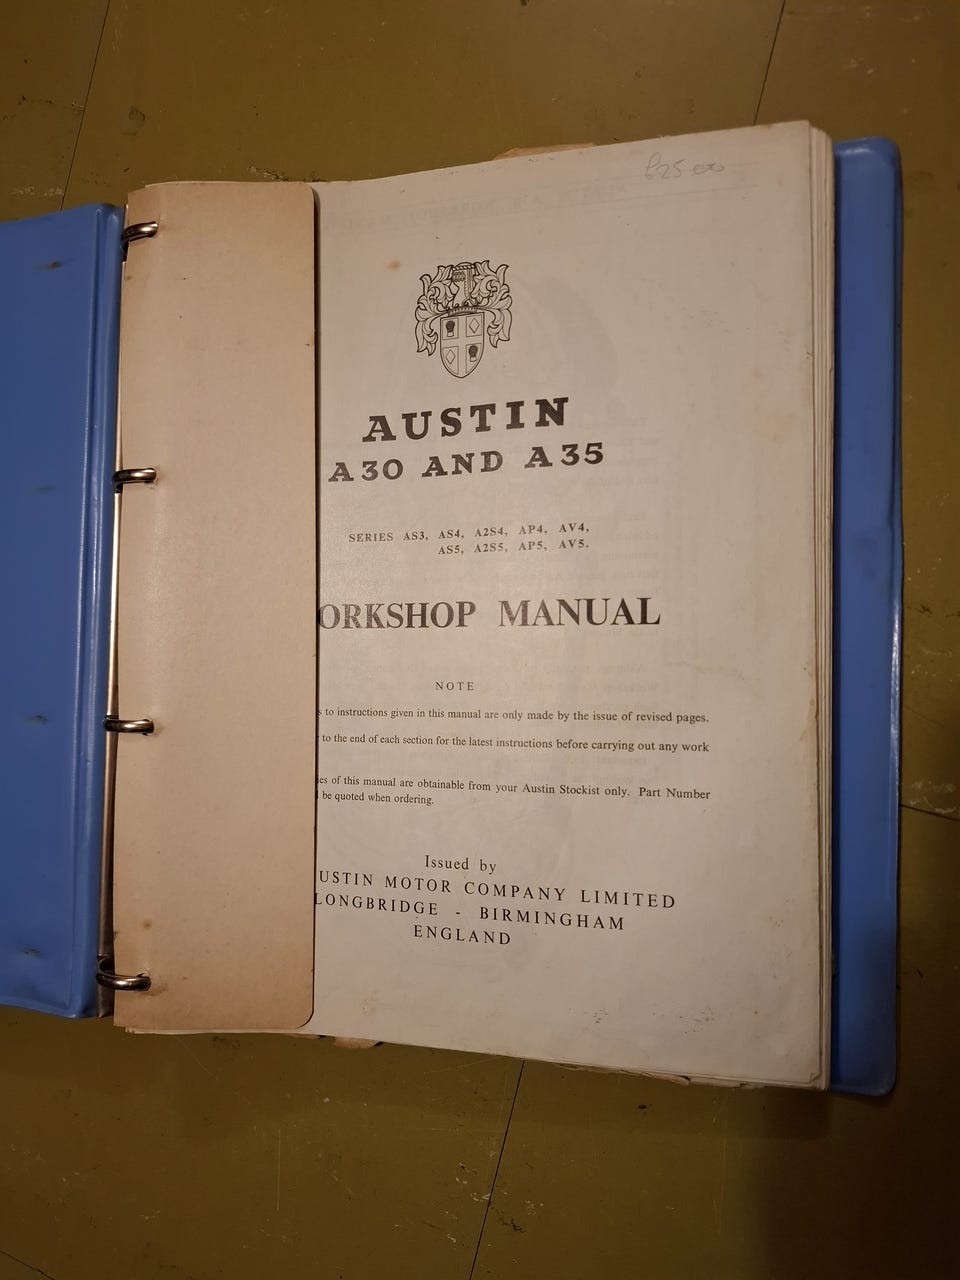 £25.00
AUSTIN
A30 AND A35
SERIES AS3, AS4, A2S4, AP4, AV4,
AS5, A2S5, AP5, AV5.
ORKSHOP MANUAL
NOTE
s to instructions given in this manual are only made by the issue of revised pages.
to the end of each section for the latest instructions before carrying out any work
es of this manual are obtainable from your Austin Stockist only. Part Number
be quoted when ordering.
Issued by
USTIN MOTOR COMPANY LIMITED
LONGBRIDGE - BIRMINGHAM
ENGLAND